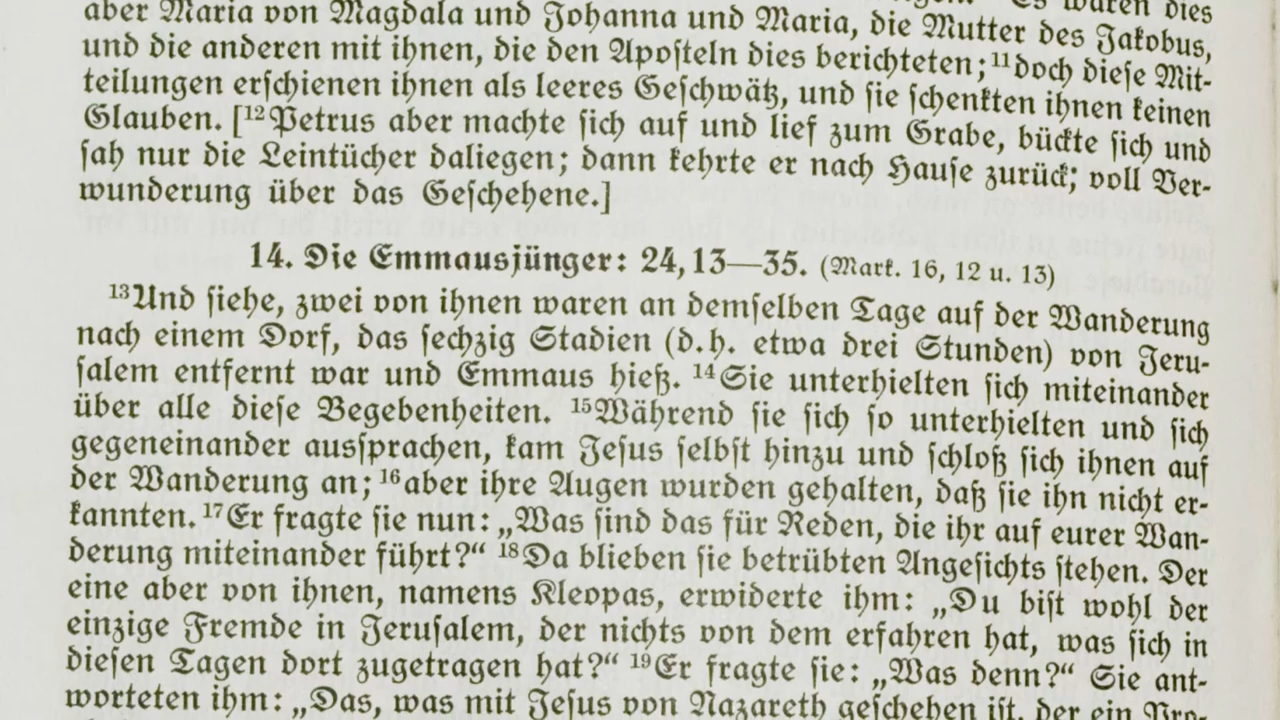 Es waren dies
aber Maria von Magdala und Johanna und Maria, die Mutter des Jakobus,
und die anderen mit ihnen, die den Aposteln dies berichteten; ¹¹doch diese Mit-
teilungen erschienen ihnen als leeres Geschwätz, und sie schenkten ihnen keinen
Glauben. [¹²Petrus aber machte sich auf und lief zum Grabe, bückte sich und
sah nur die Leintücher daliegen; dann kehrte er nach Hause zurück; voll Ver-
wunderung über das Geschehene.]
14. Die Emmausjünger: 24,13—35. (Mark. 16, 12 u. 13)
¹³Und siehe, zwei von ihnen waren an demselben Tage auf der Wanderung
nach einem Dorf, das sechzig Stadien (d. h. etwa drei Stunden) von Jeru-
salem entfernt war und Emmaus hieß. ¹⁴Sie unterhielten sich miteinander
über alle diese Begebenheiten. ¹⁵Während sie sich so unterhielten und sich
gegeneinander aussprachen, kam Jesus selbst hinzu und schloß sich ihnen auf
der Wanderung an; ¹⁶aber ihre Augen wurden gehalten, daß sie ihn nicht er-
kannten. ¹⁷Er fragte sie nun: „Was sind das für Reden, die ihr auf eurer Wan-
derung miteinander führt?“ ¹⁸Da blieben sie betrübten Angesichts stehen. Der
eine aber von ihnen, namens Kleopas, erwiderte ihm: „Du bist wohl der
einzige Fremde in Jerusalem, der nichts von dem erfahren hat, was sich in
diesen Tagen dort zugetragen hat?“ ¹⁹Er fragte sie: „Was denn?“ Sie ant-
worteten ihm: „Das, was mit Jesus von Nazareth geschehen ist, der ein Pro-